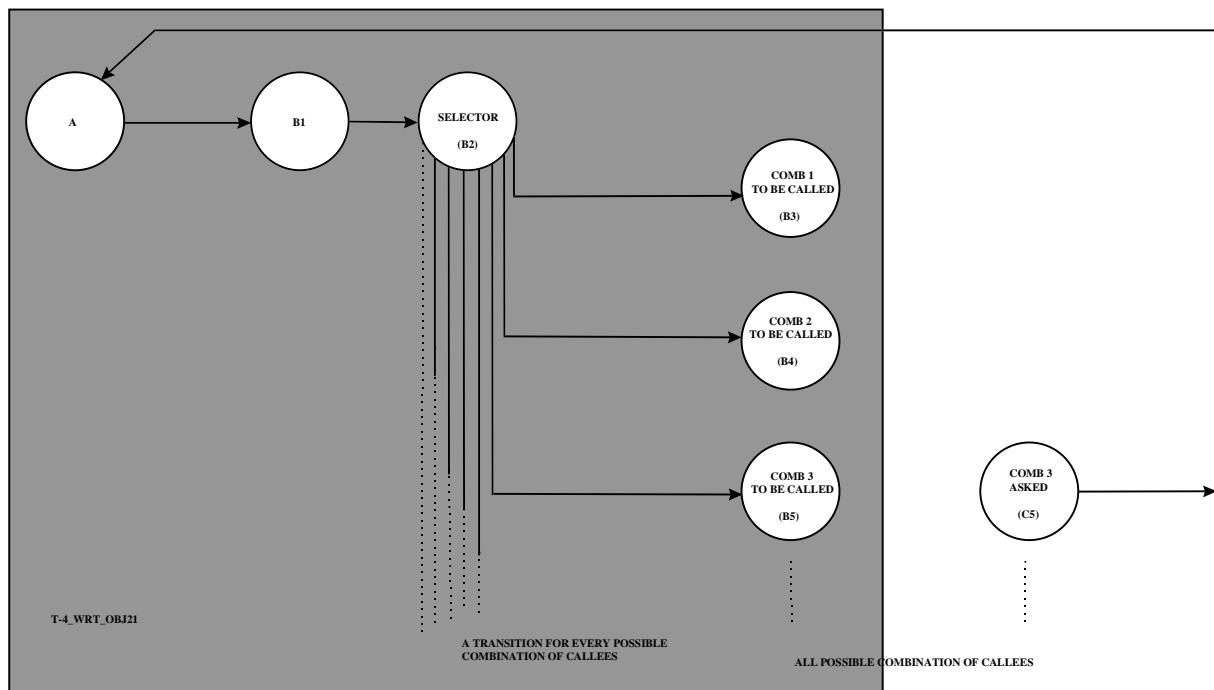 A
B1
SELECTOR
(B2)
COMB 1
TO BE CALLED
(B3)
COMB 2
TO BE CALLED
(B4)
COMB 3
TO BE CALLED
(B5)
COMB 3
ASKED
(C5)
T-4_WRT_OBJ21
A TRANSITION FOR EVERY POSSIBLE
COMBINATION OF CALLEES
ALL POSSIBLE COMBINATION OF CALLEES